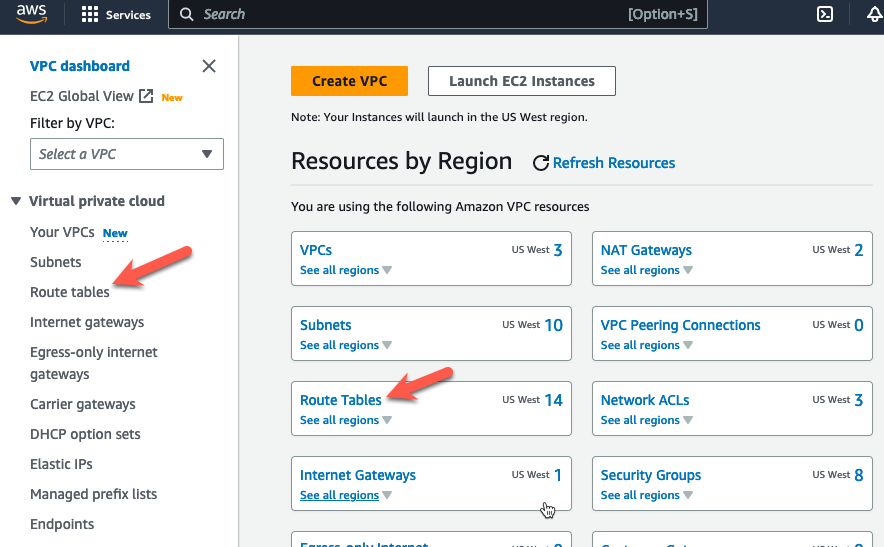 aws
Services
Search
[Option+S]
VPC dashboard
EC2 Global View New
Filter by VPC:
Select a VPC
Virtual private cloud
Your VPCs New
Subnets
Route tables
Internet gateways
Egress-only internet
gateways
Carrier gateways
DHCP option sets
Elastic IPs
Managed prefix lists
Endpoints
Create VPC
Launch EC2 Instances
Note: Your Instances will launch in the US West region.
Resources by Region
Refresh Resources
You are using the following Amazon VPC resources
VPCs US West 3
See all regions
NAT Gateways US West 2
See all regions
Subnets US West 10
See all regions
VPC Peering Connections US West 0
See all regions
Route Tables US West 14
See all regions
Network ACLs US West 3
See all regions
Internet Gateways US West 1
See all regions
Security Groups US West 8
See all regions
Egress-only Internet